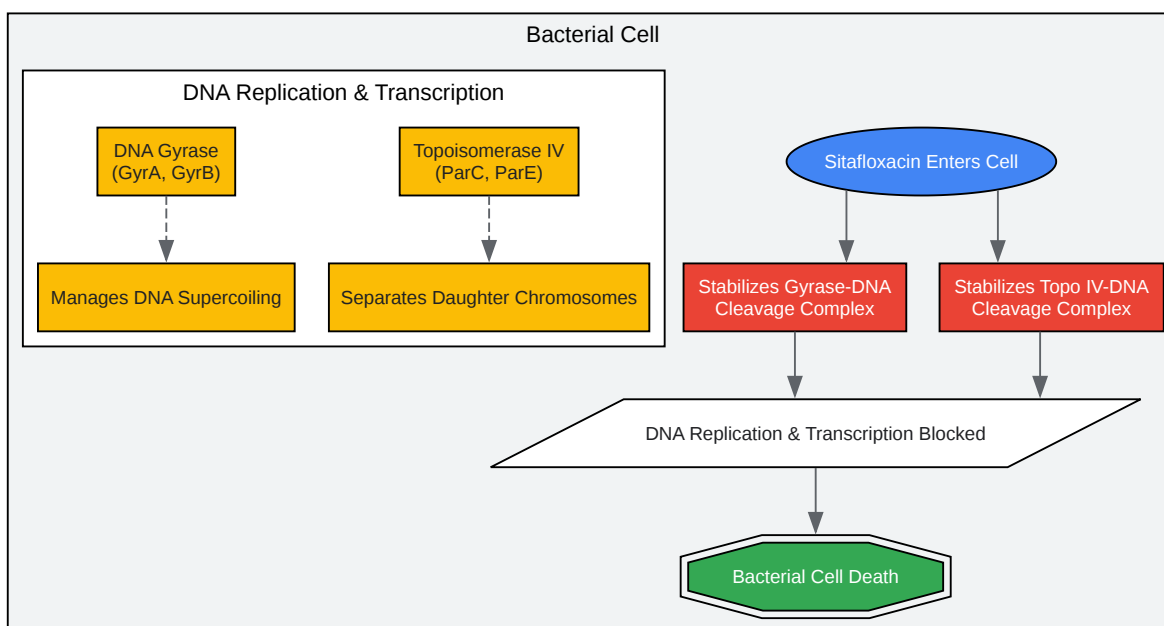 Bacterial Cell
DNA Replication & Transcription
DNA Gyrase
(GyrA, GyrB)
Topoisomerase IV
(ParC, ParE)
Sitafloxacin Enters Cell
Manages DNA Supercoiling
Separates Daughter Chromosomes
Stabilizes Gyrase-DNA
Cleavage Complex
Stabilizes Topo IV-DNA
Cleavage Complex
DNA Replication & Transcription Blocked
Bacterial Cell Death